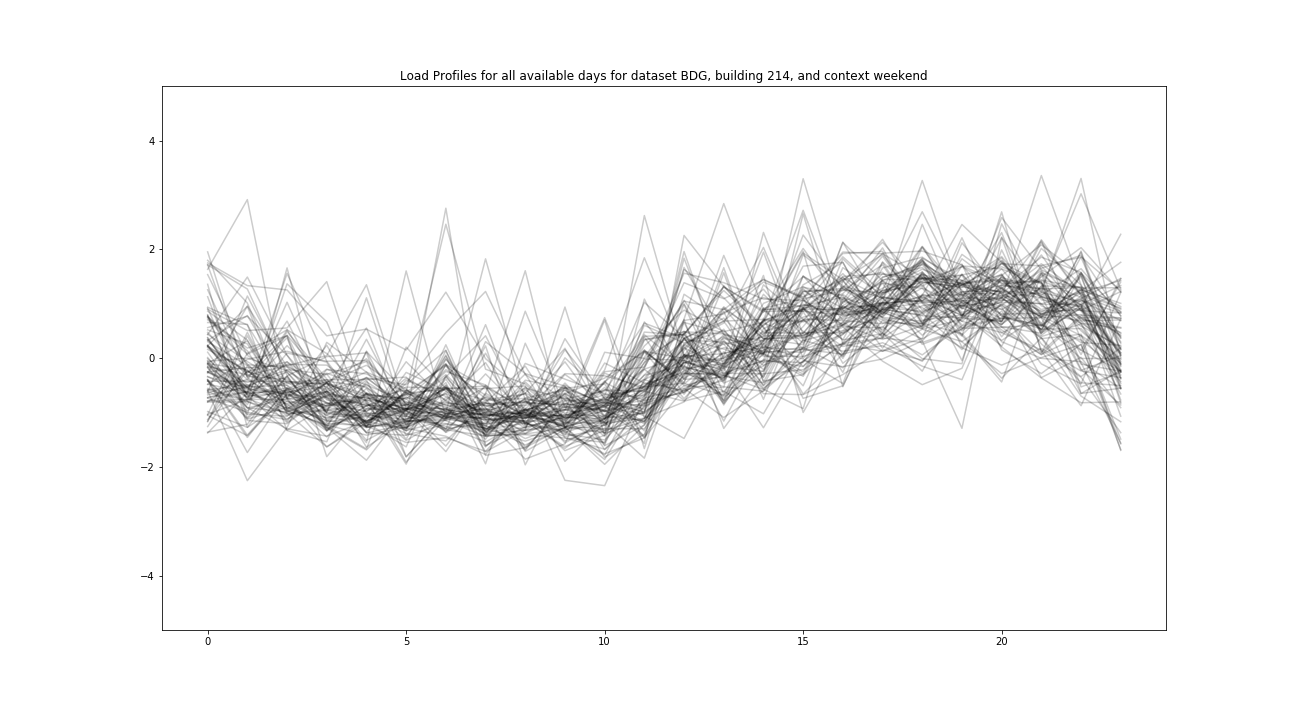 Load Profiles for all available days for dataset BDG, building 214, and context weekend
4
2
0
−2
−4
0 5 10 15 20